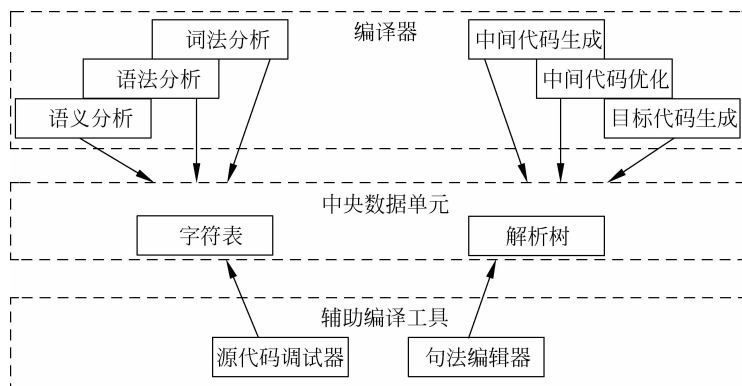 编译器
词法分析
中间代码生成
语法分析
中间代码优化
语义分析
目标代码生成
中央数据单元
字符表
解析树
辅助编译工具
源代码调试器
句法编辑器